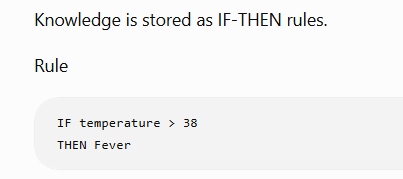 Knowledge is stored as IF-THEN rules.
Rule
IF temperature > 38
THEN Fever